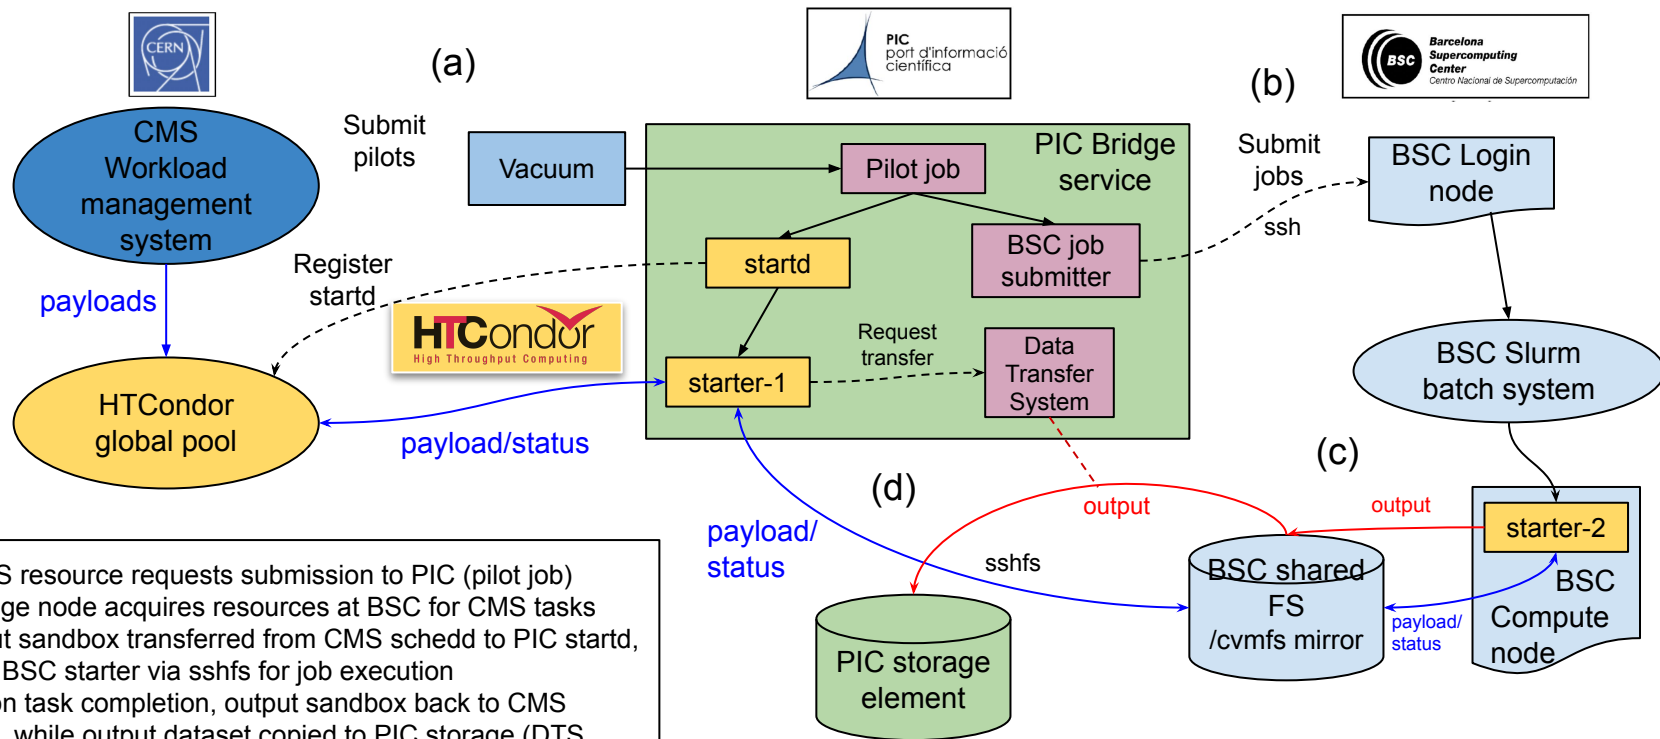 CERN
(a)
PIC
port d'informació
científica
(b)
BSC
Barcelona
Supercomputing
Center
Centro Nacional de Supercomputación
CMS
Workload
management
system
Submit
pilots
Vacuum
Pilot job
PIC Bridge
service
Submit
jobs
ssh
BSC Login
node
startd
BSC job
submitter
Register
startd
payloads
HTCondor
High Throughput Computing
Request
transfer
Data
Transfer
System
starter-1
BSC Slurm
batch system
HTCondor
global pool
payload/status
(c)
(d)
output
output
starter-2
payload/
status
sshfs
BSC shared
FS
/cvmfs mirror
BSC
Compute
node
payload/
status
PIC storage
element
resource requests submission to PIC (pilot job)
node acquires resources at BSC for CMS tasks
sandbox transferred from CMS schedd to PIC startd,
BSC starter via sshfs for job execution
task completion, output sandbox back to CMS
, while output dataset copied to PIC storage (DTS